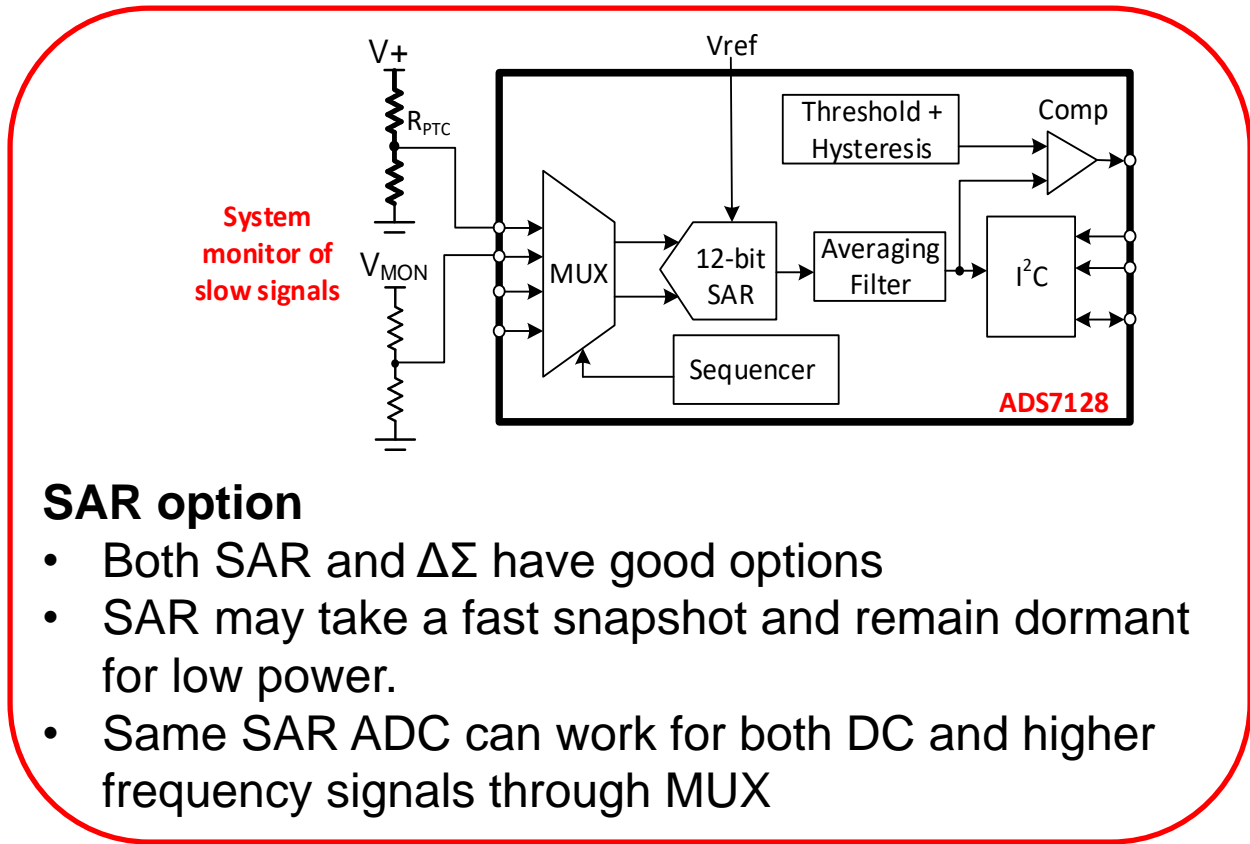 V+
Vref
R_PTC
Threshold +
Hysteresis
Comp
System
monitor of
slow signals
V_MON
MUX
12-bit
SAR
Averaging
Filter
I²C
Sequencer
ADS7128
SAR option
• Both SAR and ΔΣ have good options
• SAR may take a fast snapshot and remain dormant
for low power.
• Same SAR ADC can work for both DC and higher
frequency signals through MUX